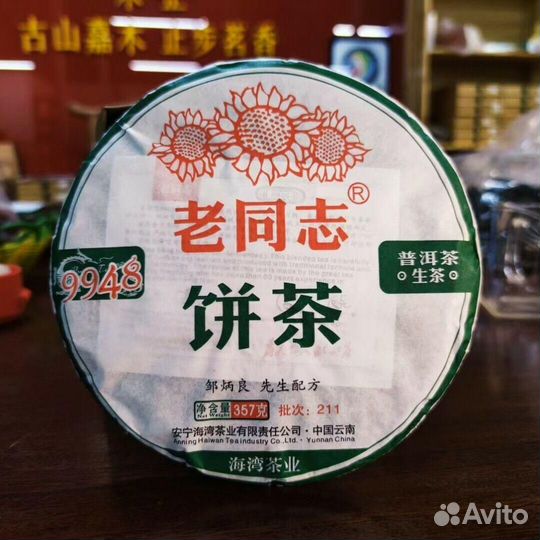 古山嘉木 止步茗香
老同志®
9948
普洱茶
生茶
饼茶
邹炳良 先生配方
净含量 357克 批次：211
Net Weight
安宁海湾茶业有限责任公司·中国云南
Anning Haiwan Tea industry Co.,Ltd.·Yunnan China
海湾茶业
Avito